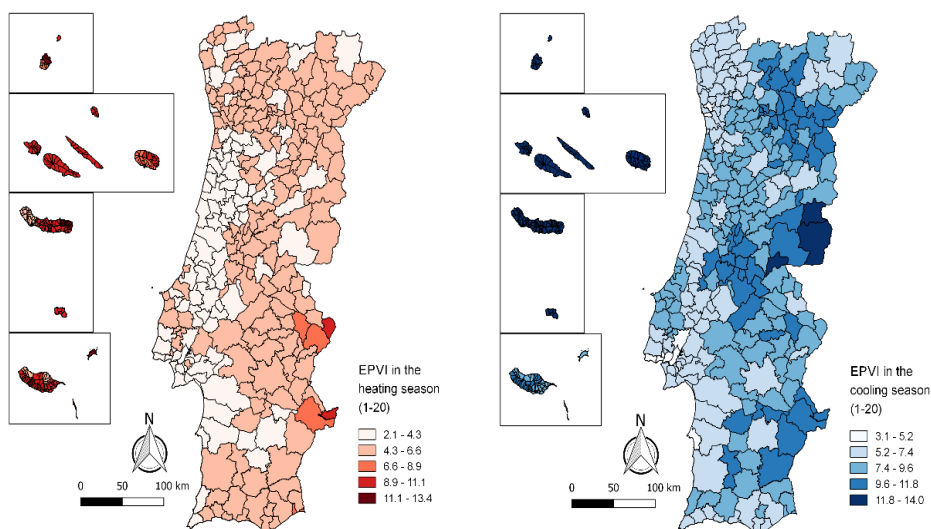 EPVI in the
heating season
(1-20)
2.1 - 4.3
4.3 - 6.6
6.6 - 8.9
8.9 - 11.1
11.1 - 13.4
N
0 50 100 km
EPVI in the
cooling season
(1-20)
3.1 - 5.2
5.2 - 7.4
7.4 - 9.6
9.6 - 11.8
11.8 - 14.0
N
0 50 100 km